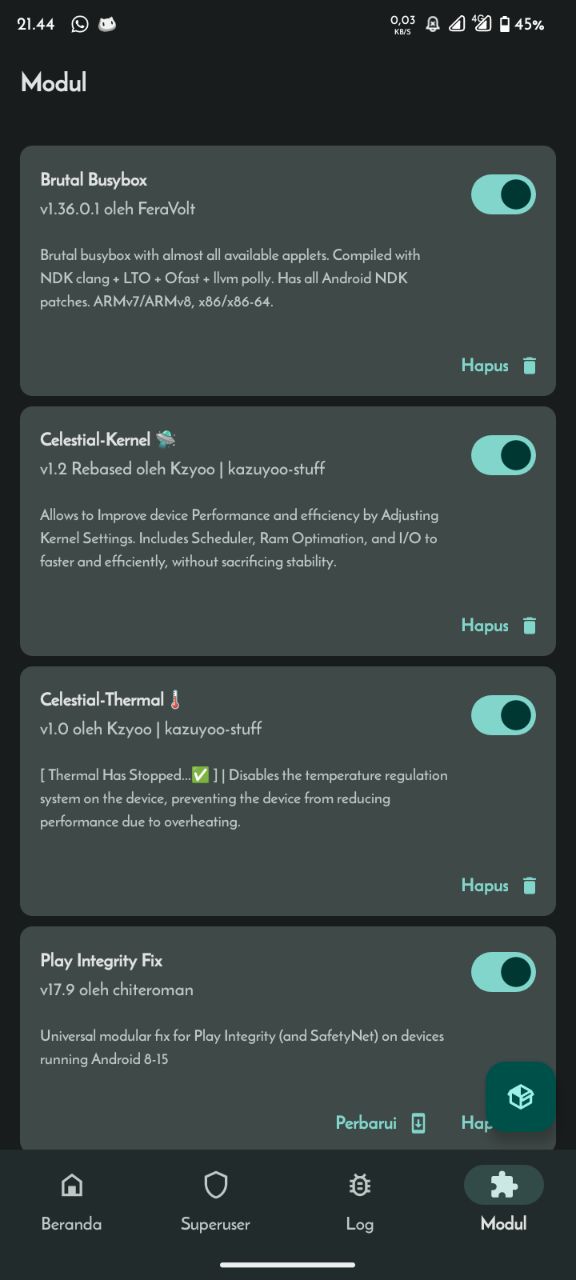 21.44
0,03
KB/S
4G
45%
Modul
Brutal Busybox
v1.36.0.1 oleh FeraVolt
Brutal busybox with almost all available applets. Compiled with
NDK clang + LTO + Ofast + llvm polly. Has all Android NDK
patches. ARMv7/ARMv8, x86/x86-64.
Hapus
Celestial-Kernel 🛸
v1.2 Rebased oleh Kzyoo | kazuyoo-stuff
Allows to Improve device Performance and efficiency by Adjusting
Kernel Settings. Includes Scheduler, Ram Optimation, and I/O to
faster and efficiently, without sacrificing stability.
Hapus
Celestial-Thermal🌡️
v1.0 oleh Kzyoo | kazuyoo-stuff
[ Thermal Has Stopped...✅ ] | Disables the temperature regulation
system on the device, preventing the device from reducing
performance due to overheating.
Hapus
Play Integrity Fix
v17.9 oleh chiteroman
Universal modular fix for Play Integrity (and SafetyNet) on devices
running Android 8-15
Perbarui
Beranda
Superuser
Log
Modul